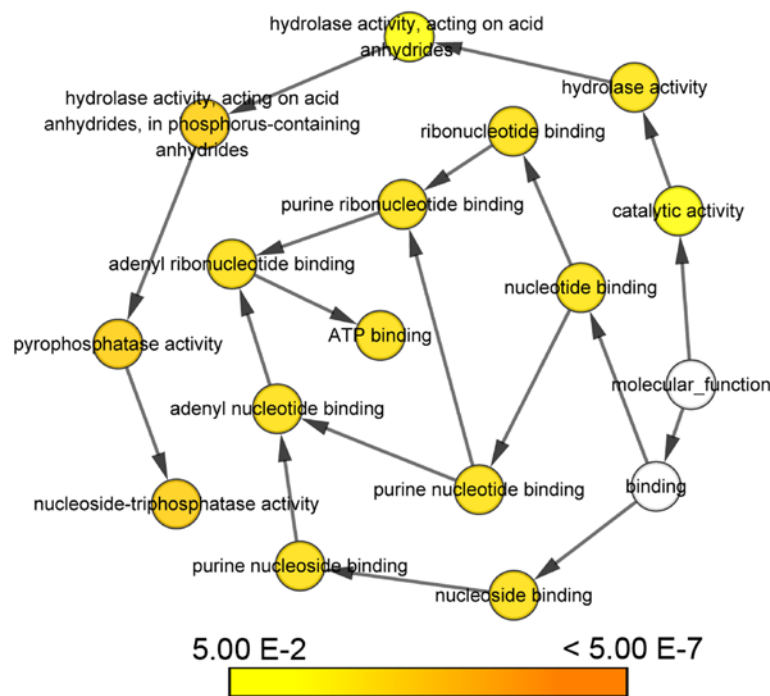 hydrolase activity, acting on acid
anhydrides
hydrolase activity
hydrolase activity, acting on acid
anhydrides, in phosphorus-containing
anhydrides
ribonucleotide binding
purine ribonucleotide binding
catalytic activity
adenyl ribonucleotide binding
nucleotide binding
ATP binding
pyrophosphatase activity
molecular_function
adenyl nucleotide binding
purine nucleotide binding
binding
nucleoside-triphosphatase activity
purine nucleoside binding
nucleoside binding
5.00 E-2
< 5.00 E-7